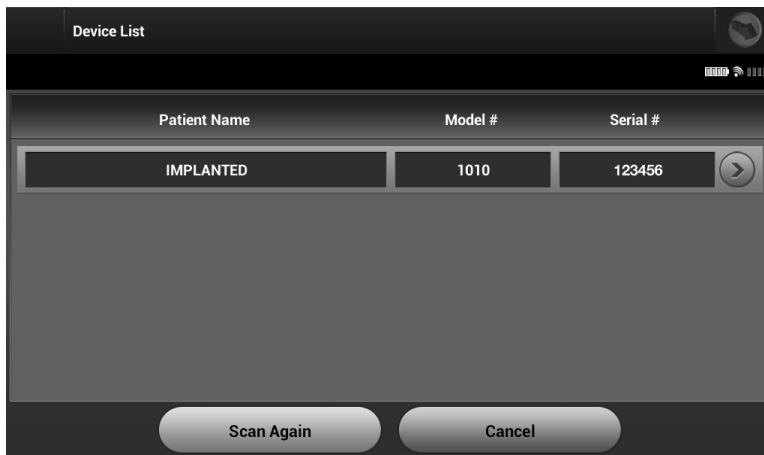 Device List
Patient Name Model # Serial #
IMPLANTED 1010 123456
Scan Again Cancel